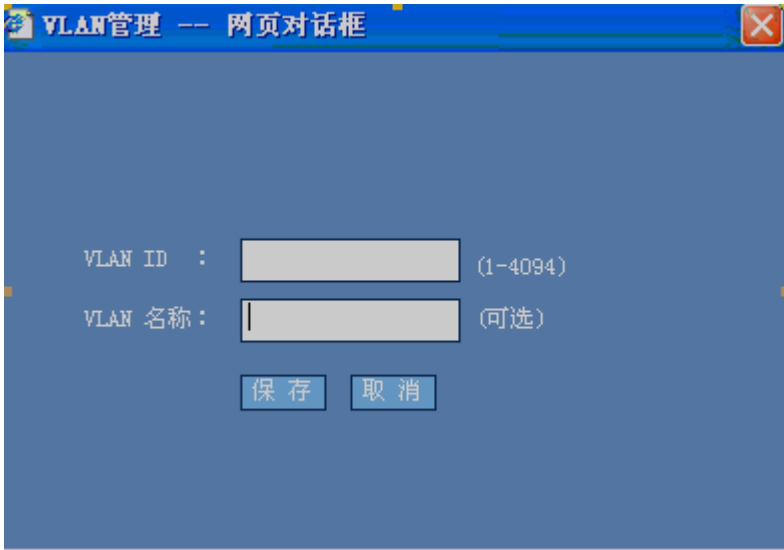 VLAN管理 -- 网页对话框
VLAN ID ： (1-4094)
VLAN 名称： (可选)
保 存 取 消